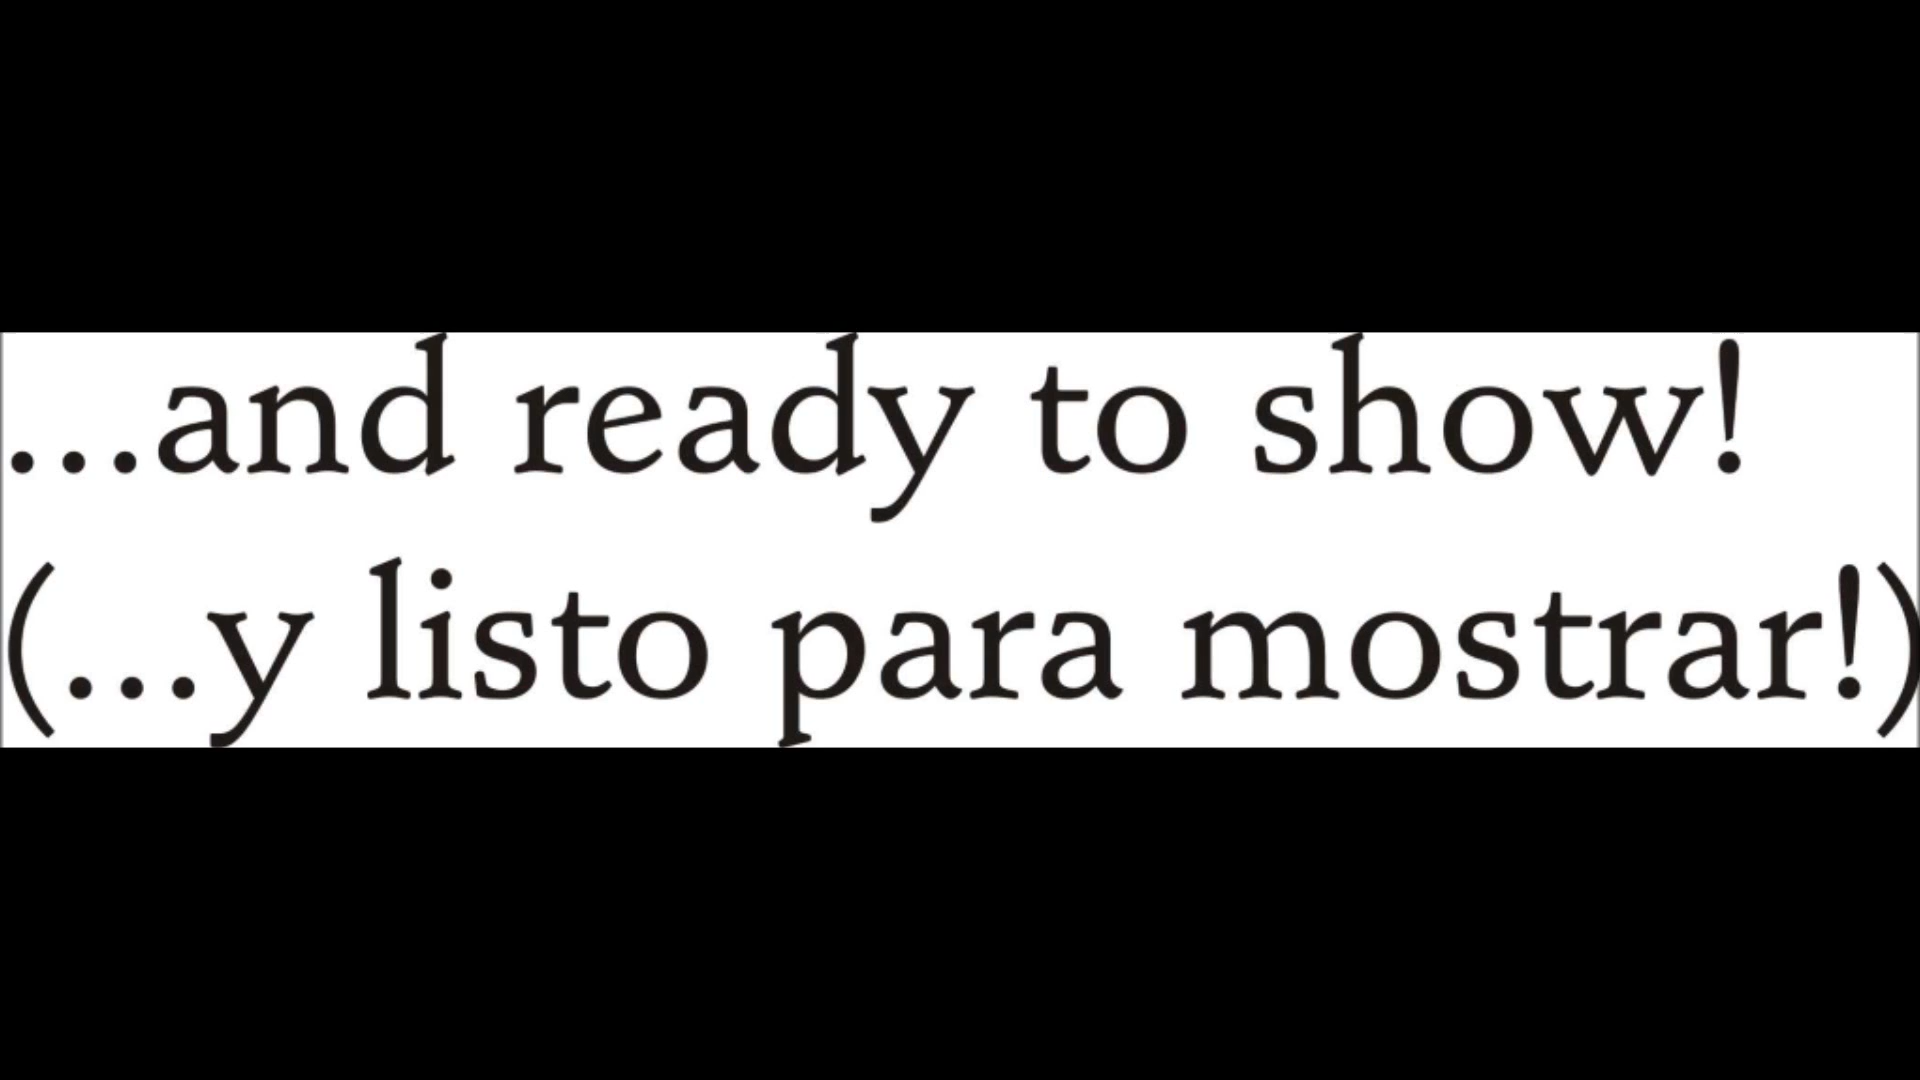 ...and ready to show!
(...y listo para mostrar!)